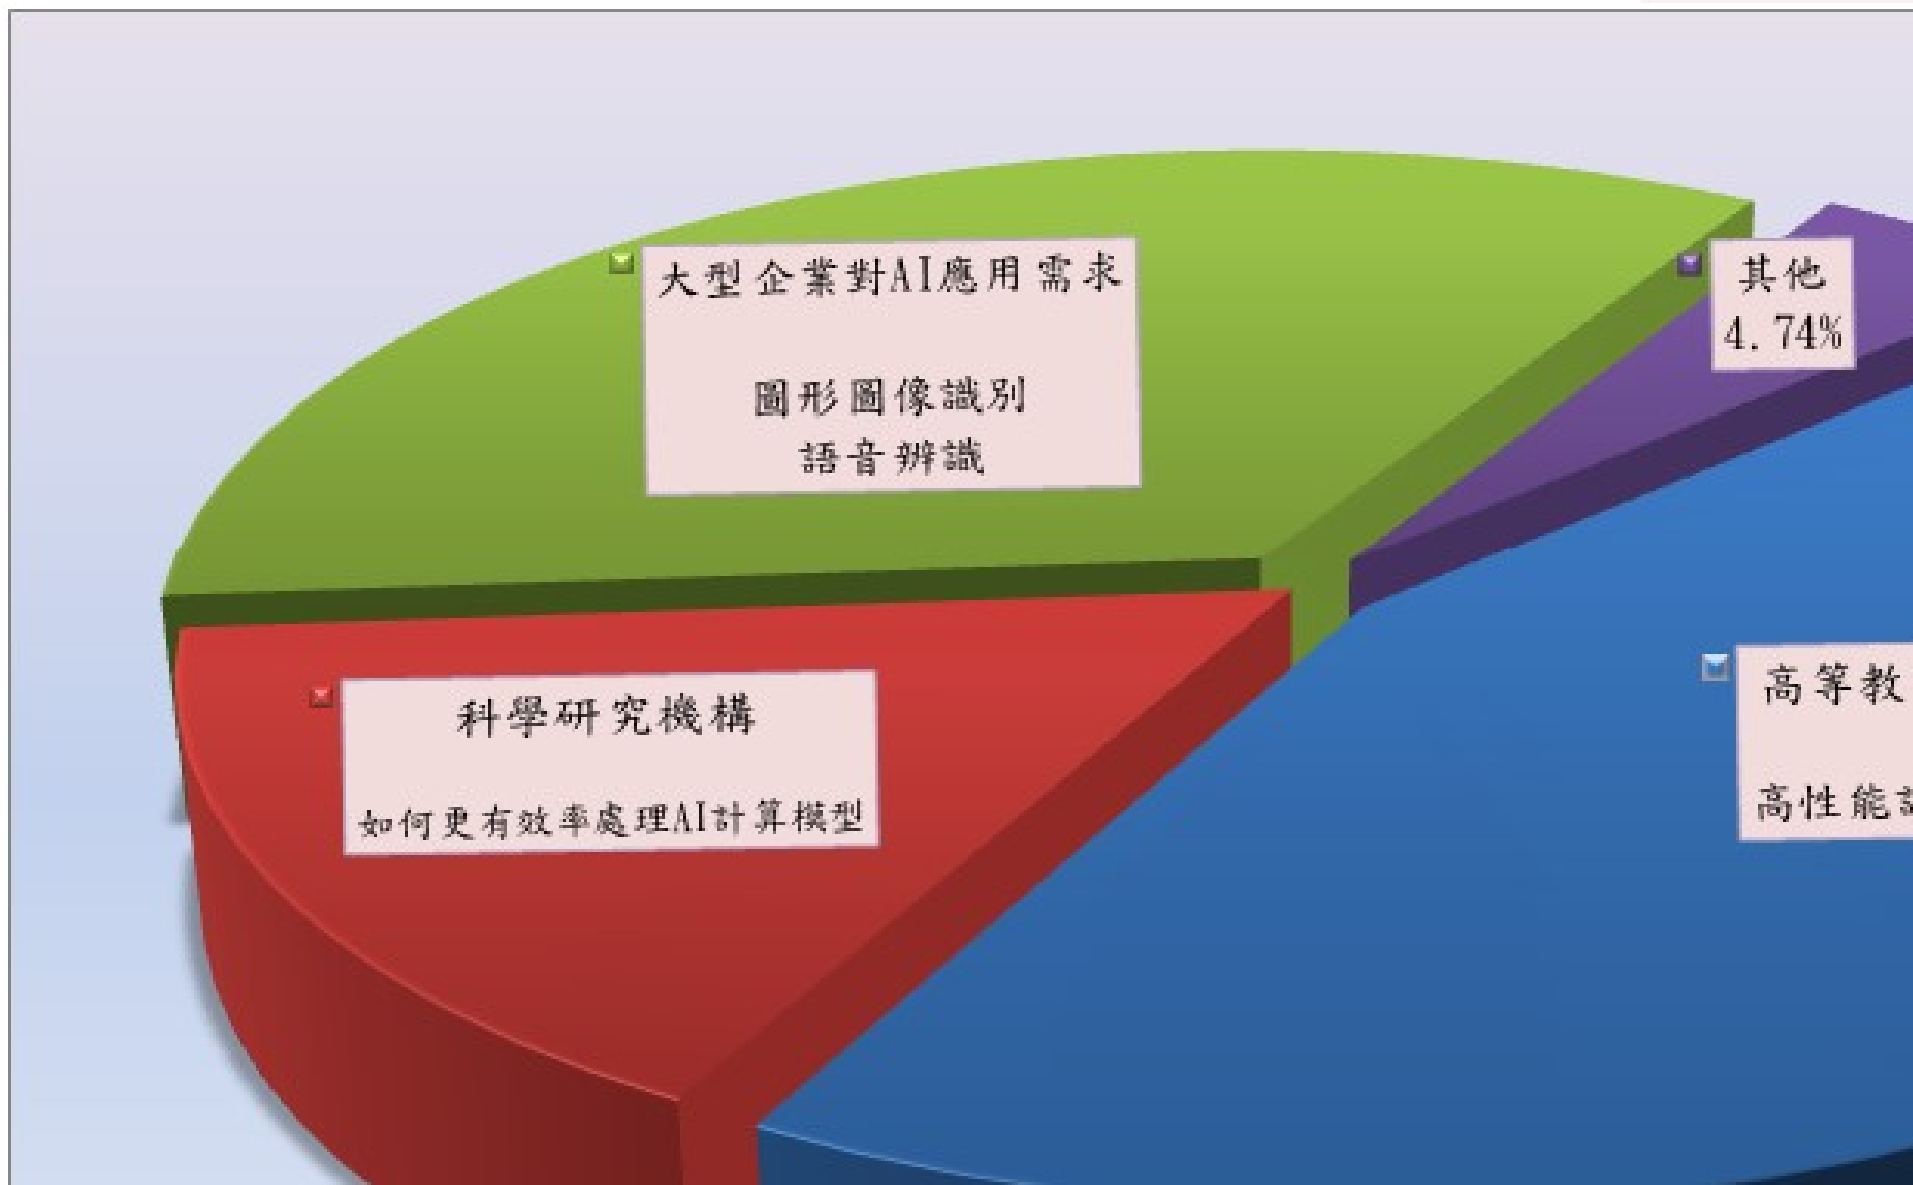 大型企業對AI應用需求
圖形圖像識別
語音辨識
其他
4.74%
科學研究機構
如何更有效率處理AI計算模型
高等教
高性能